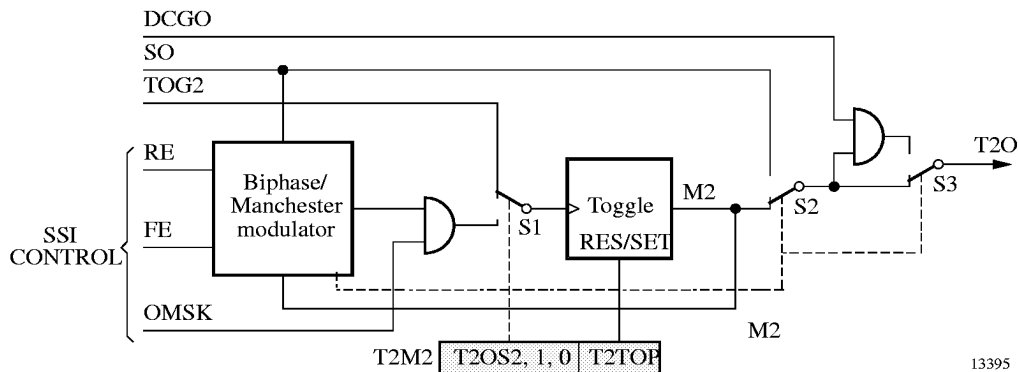 DCGO
SO
TOG2
RE
Biphase/
Manchester
modulator
FE
SSI
CONTROL
OMSK
S1
Toggle
RES/SET
M2
S2
S3
T2O
M2
T2M2 T2OS2, 1, 0 T2TOP
13395